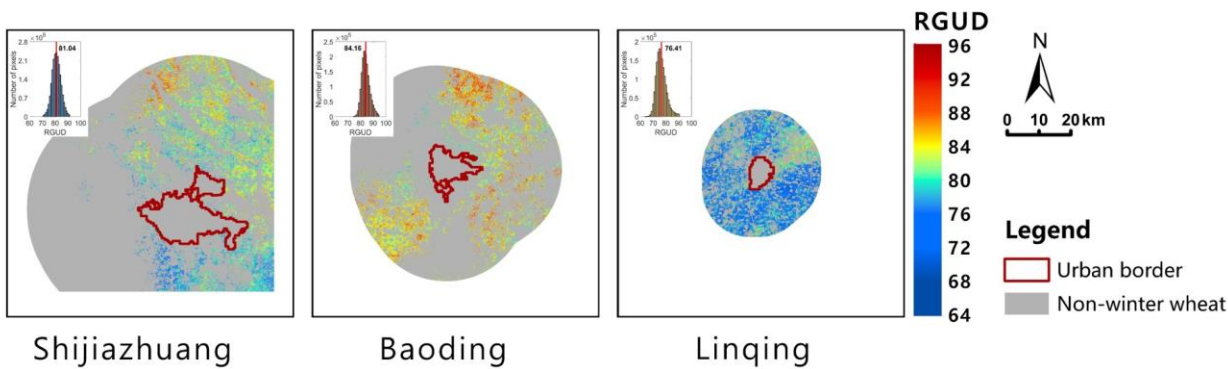 ×10⁵
2.8
2.1
1.4
0.7
0
81.04
Number of pixels
60 70 80 90 100
RGUD
Shijiazhuang
×10⁵
2.5
2
1.5
1
0.5
0
84.16
Number of pixels
60 70 80 90 100
RGUD
Baoding
×10⁵
2
1.5
1
0.5
0
76.41
Number of pixels
60 70 80 90 100
RGUD
Linqing
RGUD
96
92
88
84
80
76
72
68
64
N
0 10 20 km
Legend
Urban border
Non-winter wheat